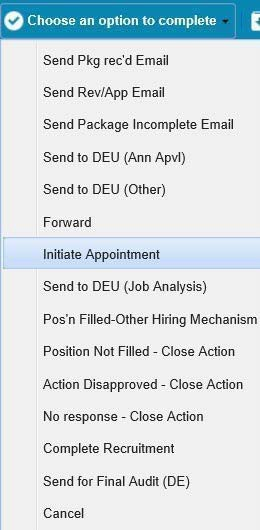 Choose an option to complete
Send Pkg rec'd Email
Send Rev/App Email
Send Package Incomplete Email
Send to DEU (Ann Apvl)
Send to DEU (Other)
Forward
Initiate Appointment
Send to DEU (Job Analysis)
Pos'n Filled-Other Hiring Mechanism
Position Not Filled - Close Action
Action Disapproved - Close Action
No response - Close Action
Complete Recruitment
Send for Final Audit (DE)
Cancel